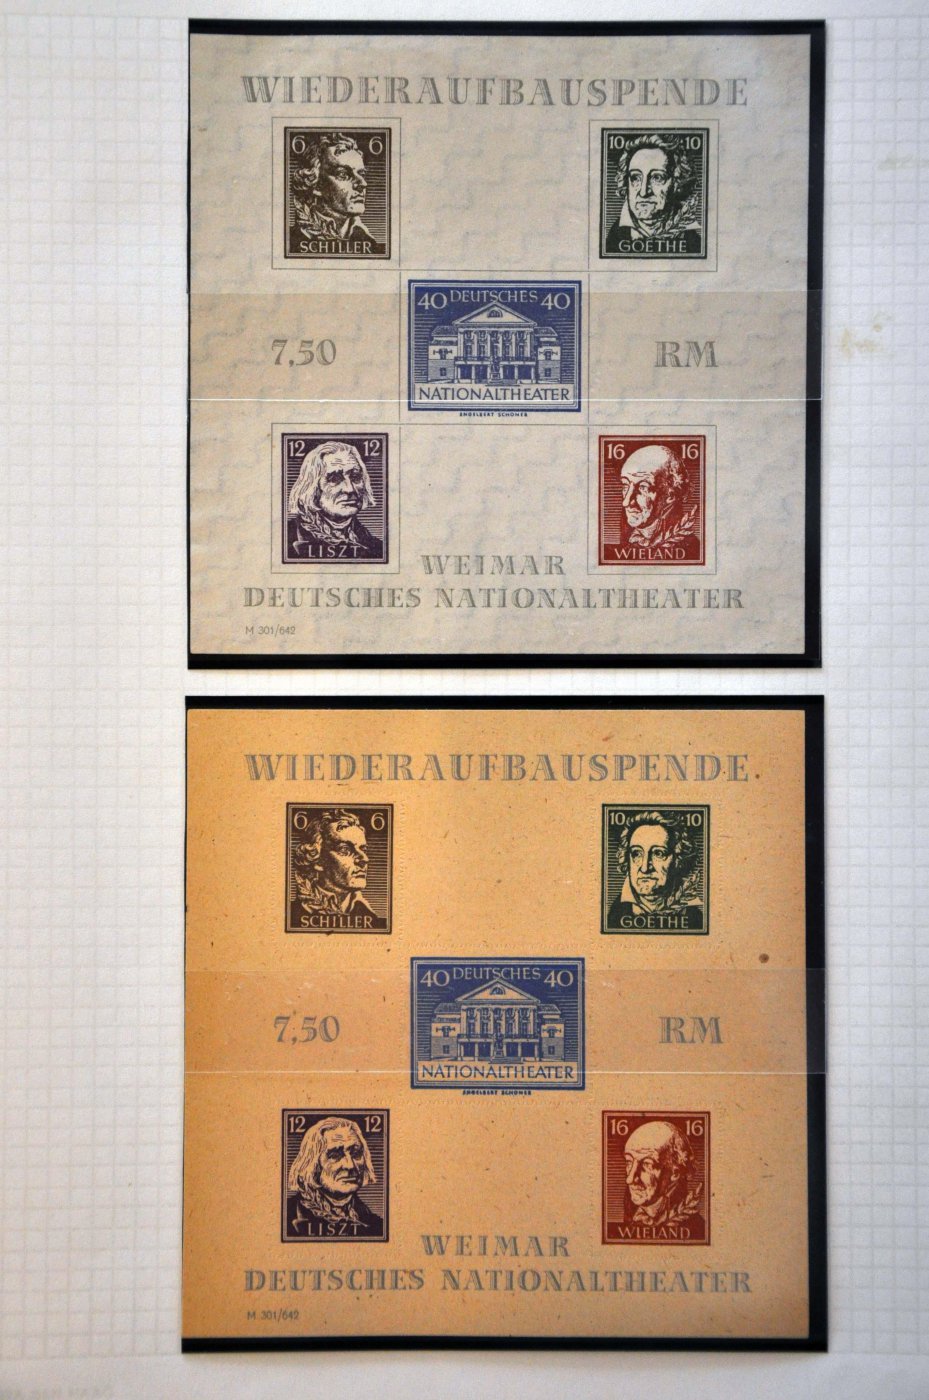 WIEDERAUFBAUSPENDE
6 6 10 10
SCHILLER GOETHE
40 DEUTSCHES 40
7,50 RM
NATIONALTHEATER
ENGELBERT SCHONER
12 12 16 16
LISZT WIELAND
WEIMAR
DEUTSCHES NATIONALTHEATER
M 301/642
WIEDERAUFBAUSPENDE
6 6 10 10
SCHILLER GOETHE
40 DEUTSCHES 40
7,50 RM
NATIONALTHEATER
ENGELBERT SCHONER
12 12 16 16
LISZT WIELAND
WEIMAR
DEUTSCHES NATIONALTHEATER
M 301/642